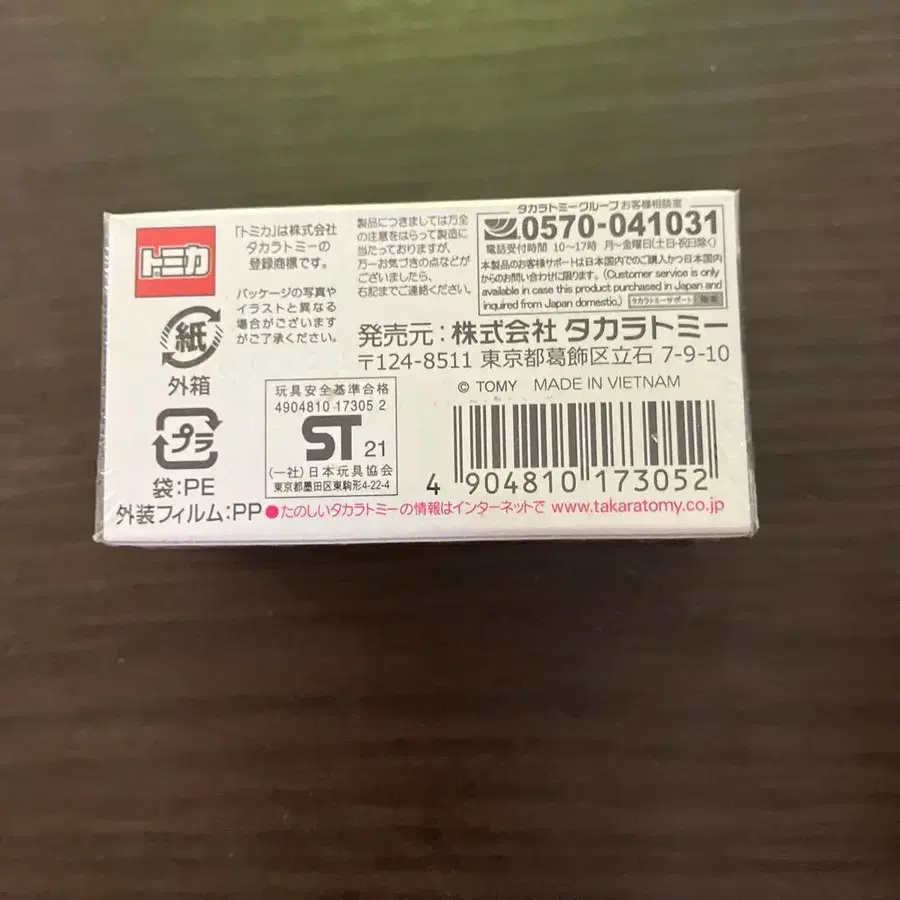 トミカ
「トミカ」は株式会社
タカラトミーの
登録商標です。
パッケージの写真や
イラストと異なる
場合がございます
がご了承ください。
製品につきましては万全
の注意をはらって製造に
当たっておりますが、
万一お気づきの点などが
ございましたら、
右記までご連絡ください。
タカラトミーグループ お客様相談室
0570-041031
電話受付時間 10〜17時 月〜金曜日(土日・祝日除く)
本製品のお客様サポートは日本国内でのご購入かつ日本国内
からのお問い合わせに限ります。(Customer service is only
available in case this product purchased in Japan and
inquired from Japan domestic.) タカラトミーサポート 検索
発売元:株式会社 タカラトミー
〒124-8511 東京都葛飾区立石 7-9-10
© TOMY MADE IN VIETNAM
紙
外箱
プラ
袋:PE
外装フィルム:PP
玩具安全基準合格
4904810 17305 2
ST 21
(一社)日本玩具協会
東京都墨田区東駒形4-22-4
4 904810 173052
●たのしいタカラトミーの情報はインターネットで www.takaratomy.co.jp